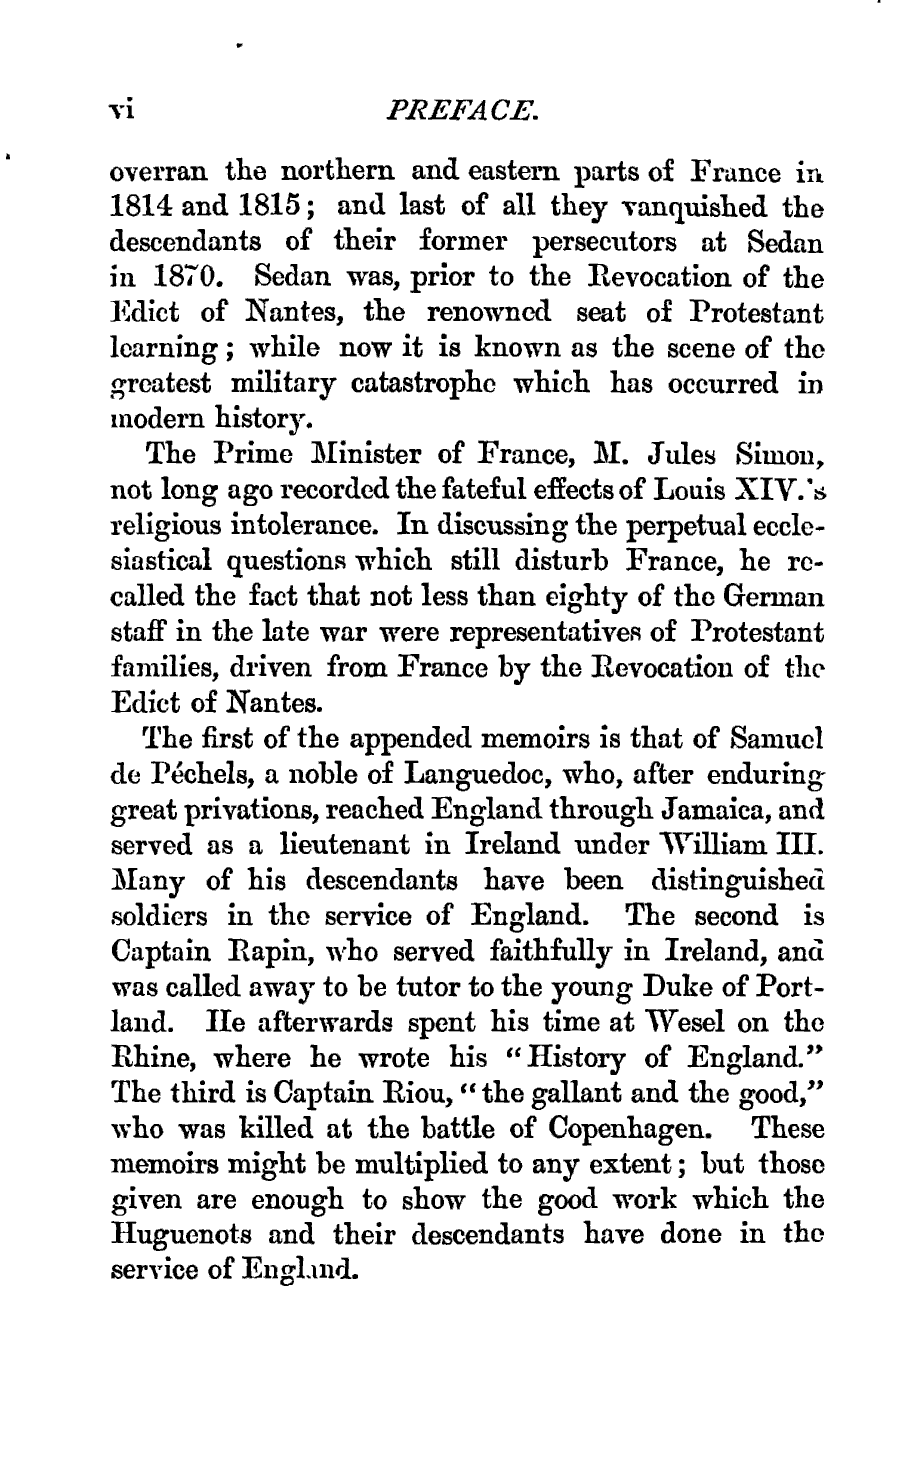 vi PREFACE.
overran the northern and eastern parts of France in
1814 and 1815; and last of all they vanquished the
descendants of their former persecutors at Sedan
in 1870. Sedan was, prior to the Revocation of the
Edict of Nantes, the renowned seat of Protestant
learning; while now it is known as the scene of the
greatest military catastrophe which has occurred in
modern history.
The Prime Minister of France, M. Jules Simon,
not long ago recorded the fateful effects of Louis XIV.'s
religious intolerance. In discussing the perpetual eccle-
siastical questions which still disturb France, he re-
called the fact that not less than eighty of the German
staff in the late war were representatives of Protestant
families, driven from France by the Revocation of the
Edict of Nantes.
The first of the appended memoirs is that of Samuel
de Péchels, a noble of Languedoc, who, after enduring
great privations, reached England through Jamaica, and
served as a lieutenant in Ireland under William III.
Many of his descendants have been distinguished
soldiers in the service of England. The second is
Captain Rapin, who served faithfully in Ireland, and
was called away to be tutor to the young Duke of Port-
land. He afterwards spent his time at Wesel on the
Rhine, where he wrote his "History of England."
The third is Captain Riou, "the gallant and the good,"
who was killed at the battle of Copenhagen. These
memoirs might be multiplied to any extent; but those
given are enough to show the good work which the
Huguenots and their descendants have done in the
service of England.